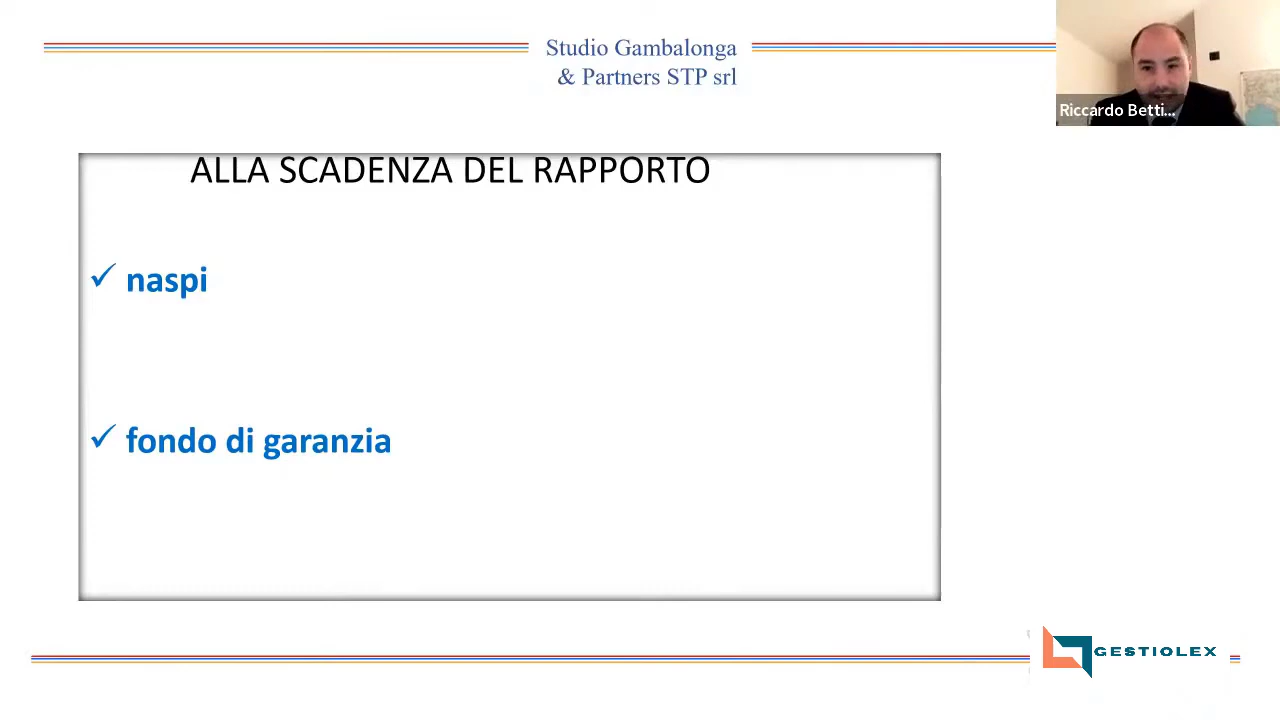 Studio Gambalonga
& Partners STP srl
Riccardo Betti...
ALLA SCADENZA DEL RAPPORTO
✓ naspi
✓ fondo di garanzia
GESTIOLEX